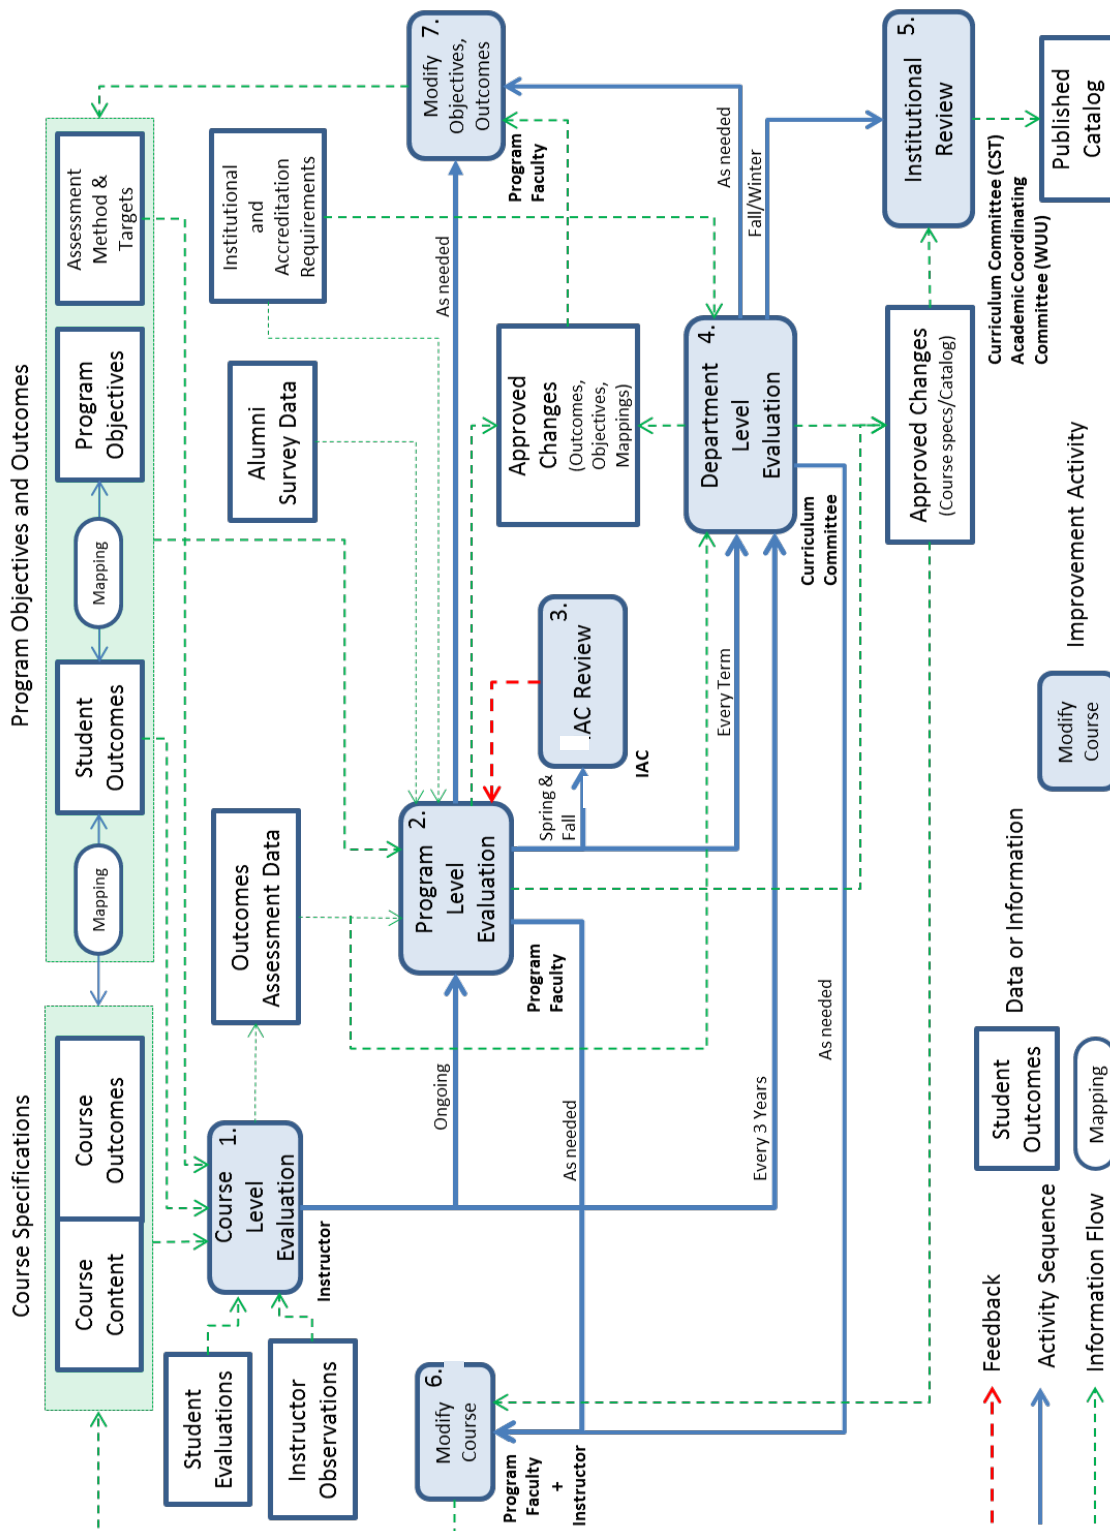 Course Specifications
Program Objectives and Outcomes
Course
Content
Course
Outcomes
Mapping
Student
Outcomes
Mapping
Program
Objectives
Assessment
Method &
Targets
Student
Evaluations
Instructor
Observations
1.
Course
Level
Evaluation
Instructor
Outcomes
Assessment Data
Alumni
Survey Data
Institutional
and
Accreditation
Requirements
6.
Modify
Course
Program
Faculty
+
Instructor
Ongoing
2.
Program
Level
Evaluation
Program
Faculty
As needed
7.
Modify
Objectives,
Outcomes
Program
Faculty
As needed
Spring &
Fall
3.
AC Review
IAC
Approved
Changes
(Outcomes,
Objectives,
Mappings)
Every Term
Every 3 Years
As needed
4.
Department
Level
Evaluation
Curriculum
Committee
As needed
Fall/Winter
5.
Institutional
Review
Curriculum Committee (CST)
Academic Coordinating
Committee (WUU)
Approved Changes
(Course specs/Catalog)
Published
Catalog
Feedback
Activity Sequence
Information Flow
Student
Outcomes
Data or Information
Mapping
Modify
Course
Improvement Activity